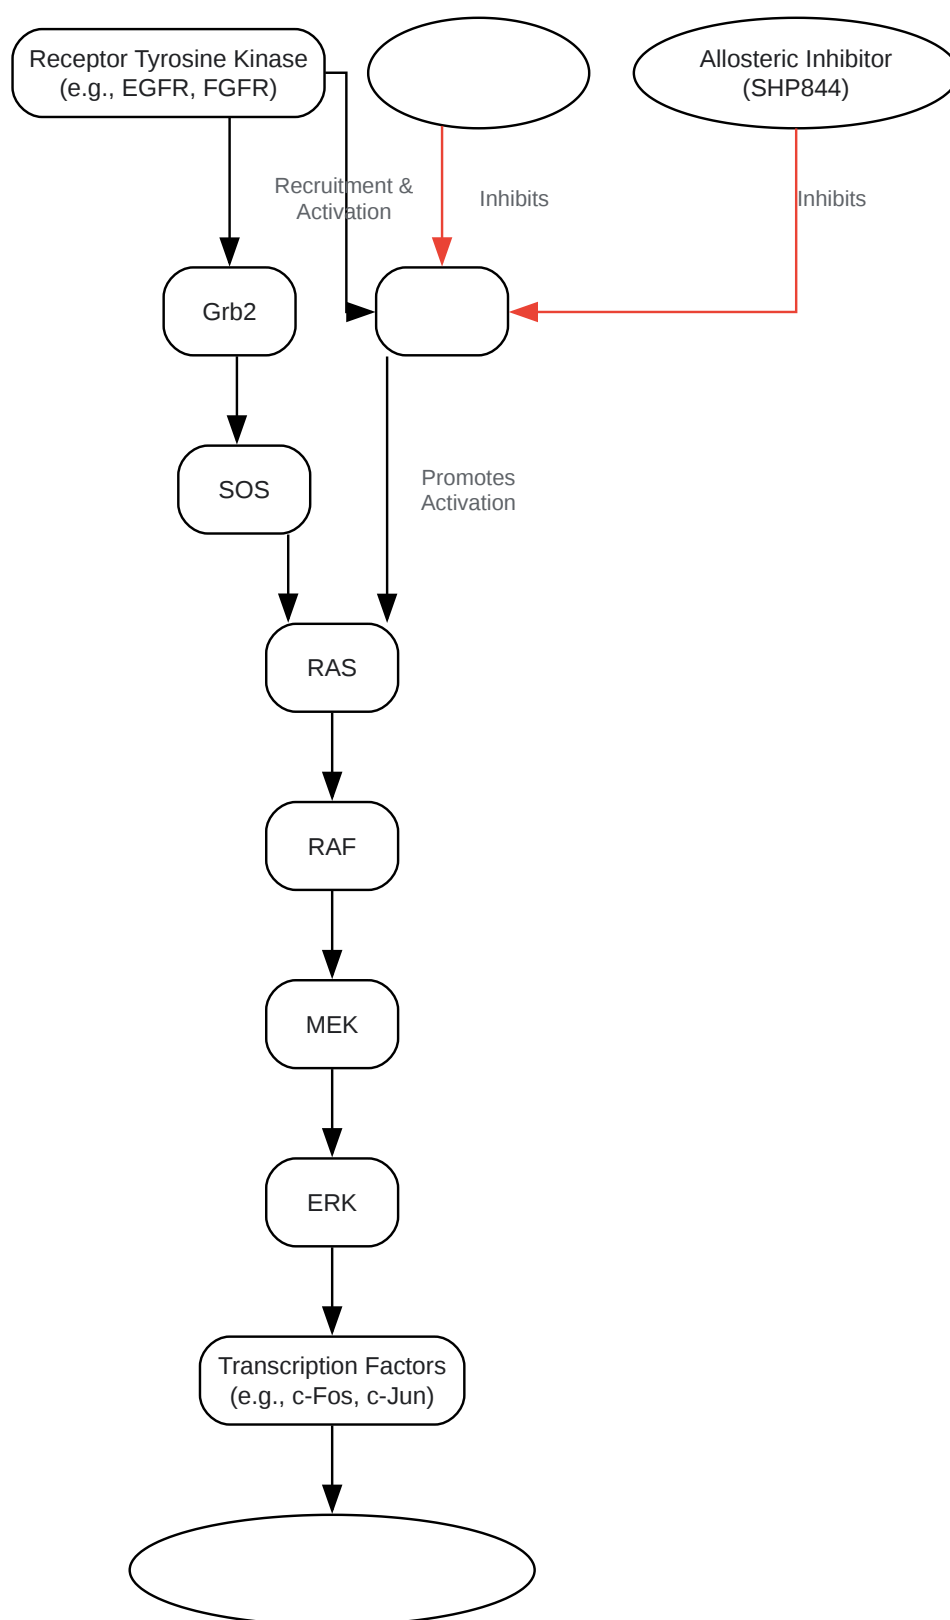 Receptor Tyrosine Kinase
(e.g., EGFR, FGFR)
Allosteric Inhibitor
(SHP844)
Recruitment &
Activation
Inhibits
Inhibits
Grb2
SOS
Promotes
Activation
RAS
RAF
MEK
ERK
Transcription Factors
(e.g., c-Fos, c-Jun)